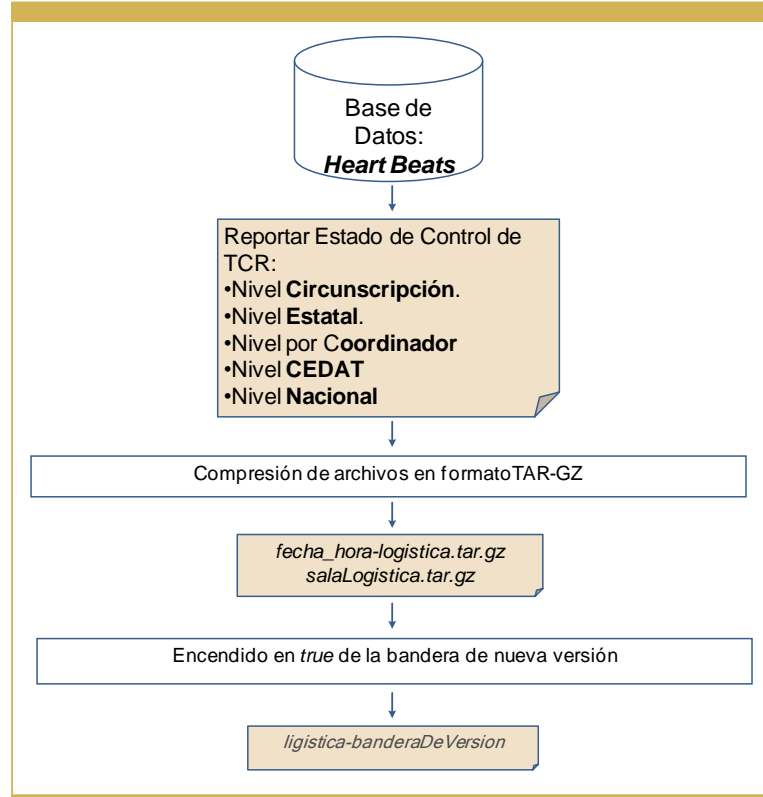 Base de
Datos:
Heart Beats
Reportar Estado de Control de
TCR:
•Nivel Circunscripción.
•Nivel Estatal.
•Nivel por Coordinador
•Nivel CEDAT
•Nivel Nacional
Compresión de archivos en formatoTAR-GZ
fecha_hora-logistica.tar.gz
salaLogistica.tar.gz
Encendido en true de la bandera de nueva versión
ligistica-banderaDeVersion